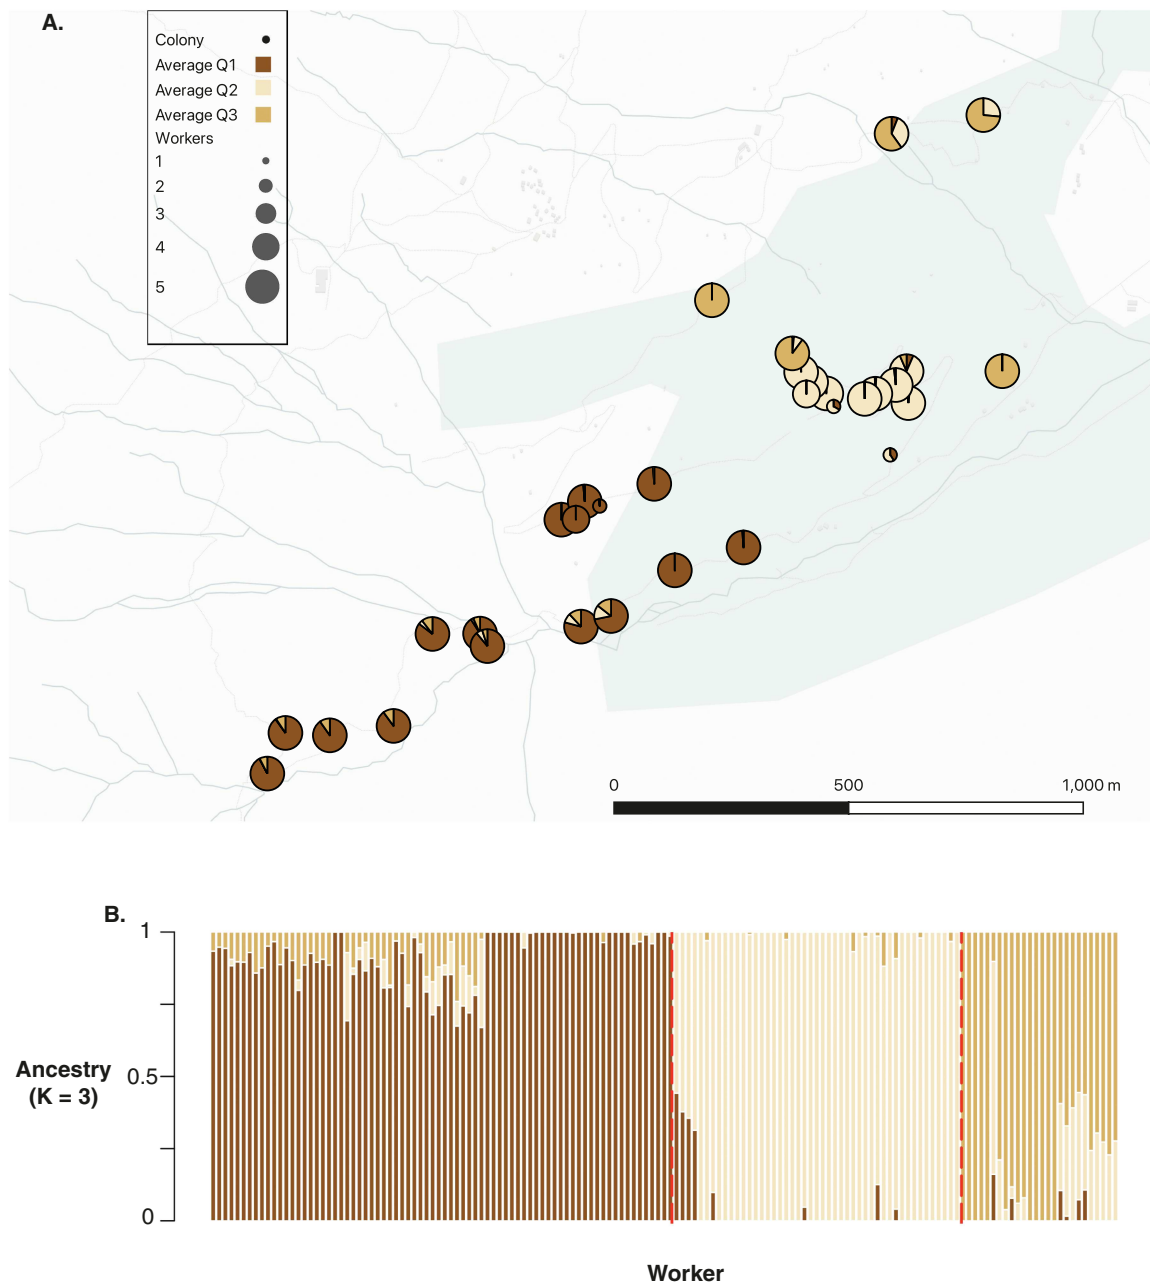 A.
Colony
Average Q1
Average Q2
Average Q3
Workers
1
2
3
4
5
0 500 1,000 m
B.
1
Ancestry
(K = 3)
0.5
0
Worker